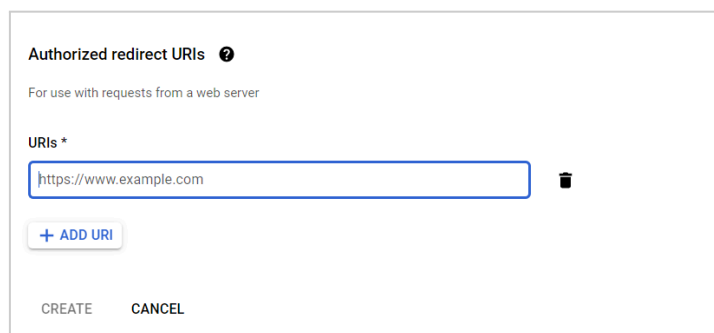 Authorized redirect URIs
For use with requests from a web server
URIs *
https://www.example.com
+ ADD URI
CREATE CANCEL